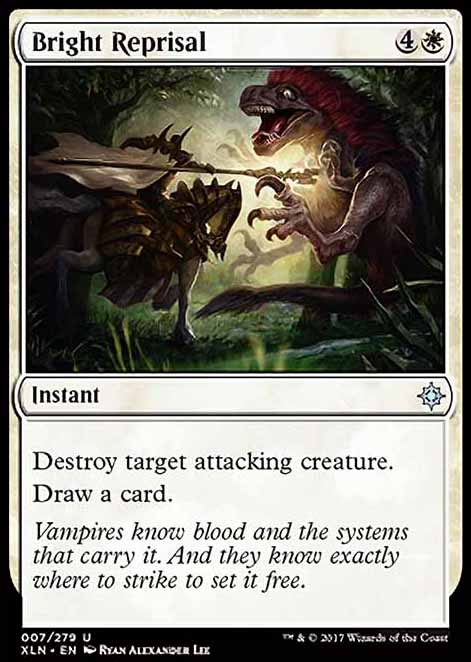 Bright Reprisal 4
Instant
Destroy target attacking creature.
Draw a card.
Vampires know blood and the systems
that carry it. And they know exactly
where to strike to set it free.
007/279 U
XLN • EN Ryan Alexander Lee
™ & © 2017 Wizards of the Coast